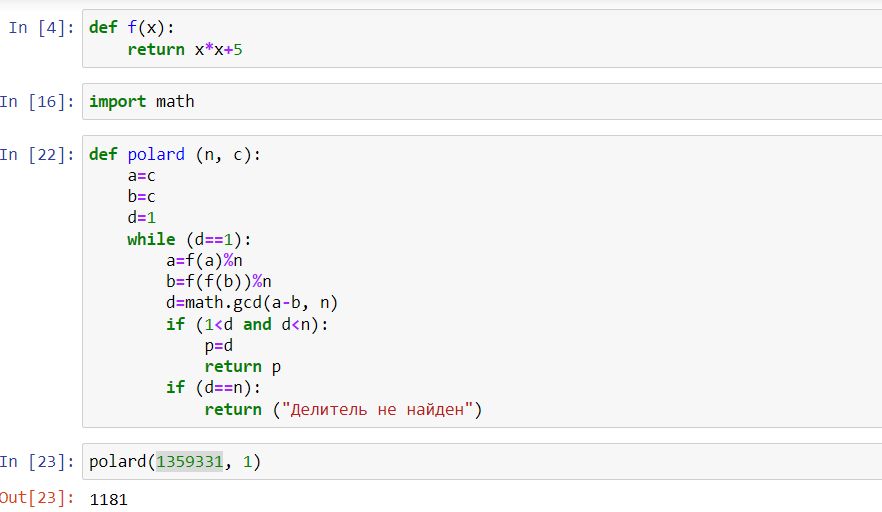 In [4]: def f(x):
    return x*x+5
In [16]: import math
In [22]: def polard (n, c):
    a=c
    b=c
    d=1
    while (d==1):
        a=f(a)%n
        b=f(f(b))%n
        d=math.gcd(a-b, n)
        if (1<d and d<n):
            p=d
            return p
        if (d==n):
            return ("Делитель не найден")
In [23]: polard(1359331, 1)
Out[23]: 1181